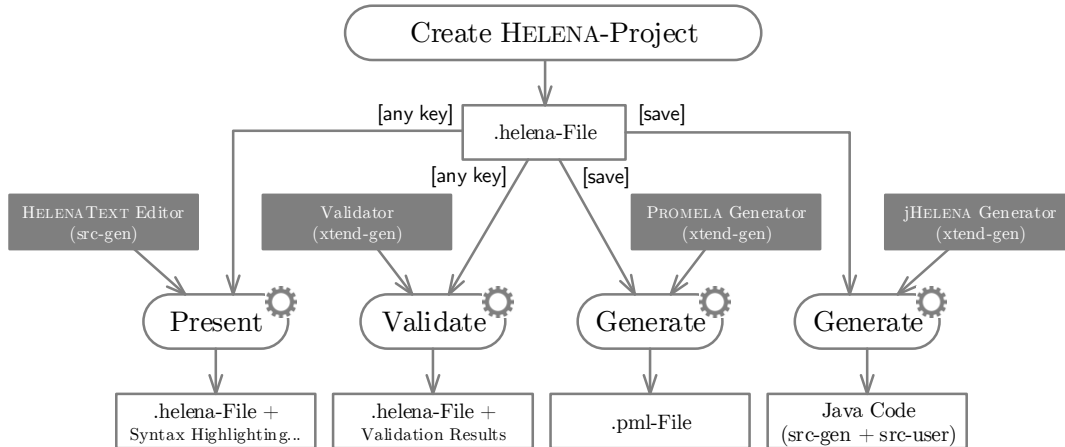 Create HELENA-Project
[any key]
.helena-File
[save]
[any key]
[save]
HELENATEXT Editor
(src-gen)
Validator
(xtend-gen)
PROMELA Generator
(xtend-gen)
jHELENA Generator
(xtend-gen)
Present
Validate
Generate
Generate
.helena-File +
Syntax Highlighting...
.helena-File +
Validation Results
.pml-File
Java Code
(src-gen + src-user)